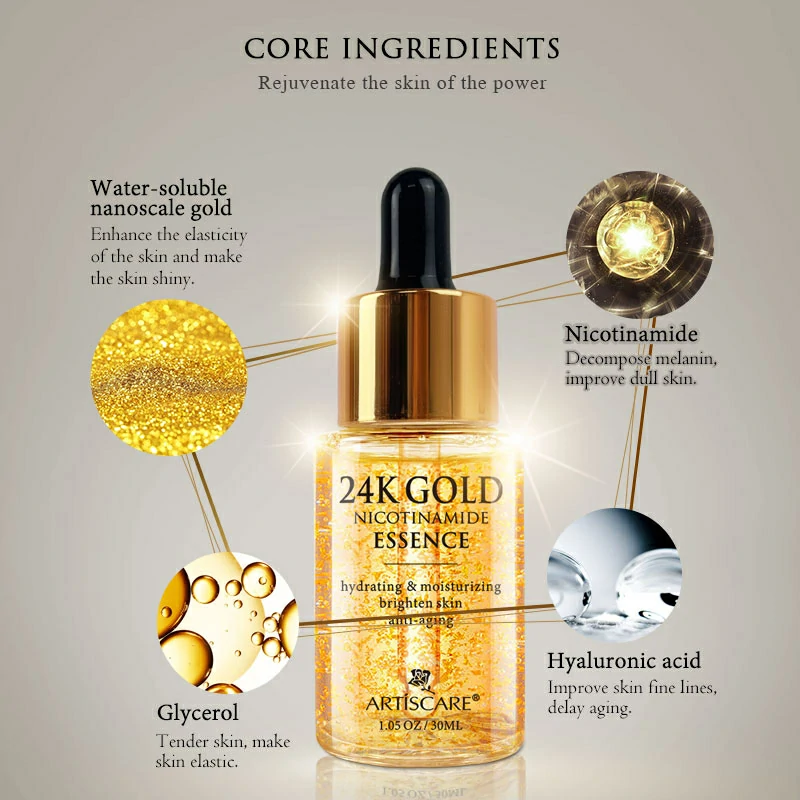 CORE INGREDIENTS
Rejuvenate the skin of the power
Water-soluble
nanoscale gold
Enhance the elasticity
of the skin and make
the skin shiny.
Nicotinamide
Decompose melanin,
improve dull skin.
24K GOLD
NICOTINAMIDE
ESSENCE
hydrating & moisturizing
brighten skin
anti-aging
ARTISCARE®
1.05 OZ / 30ML
Glycerol
Tender skin, make
skin elastic.
Hyaluronic acid
Improve skin fine lines,
delay aging.